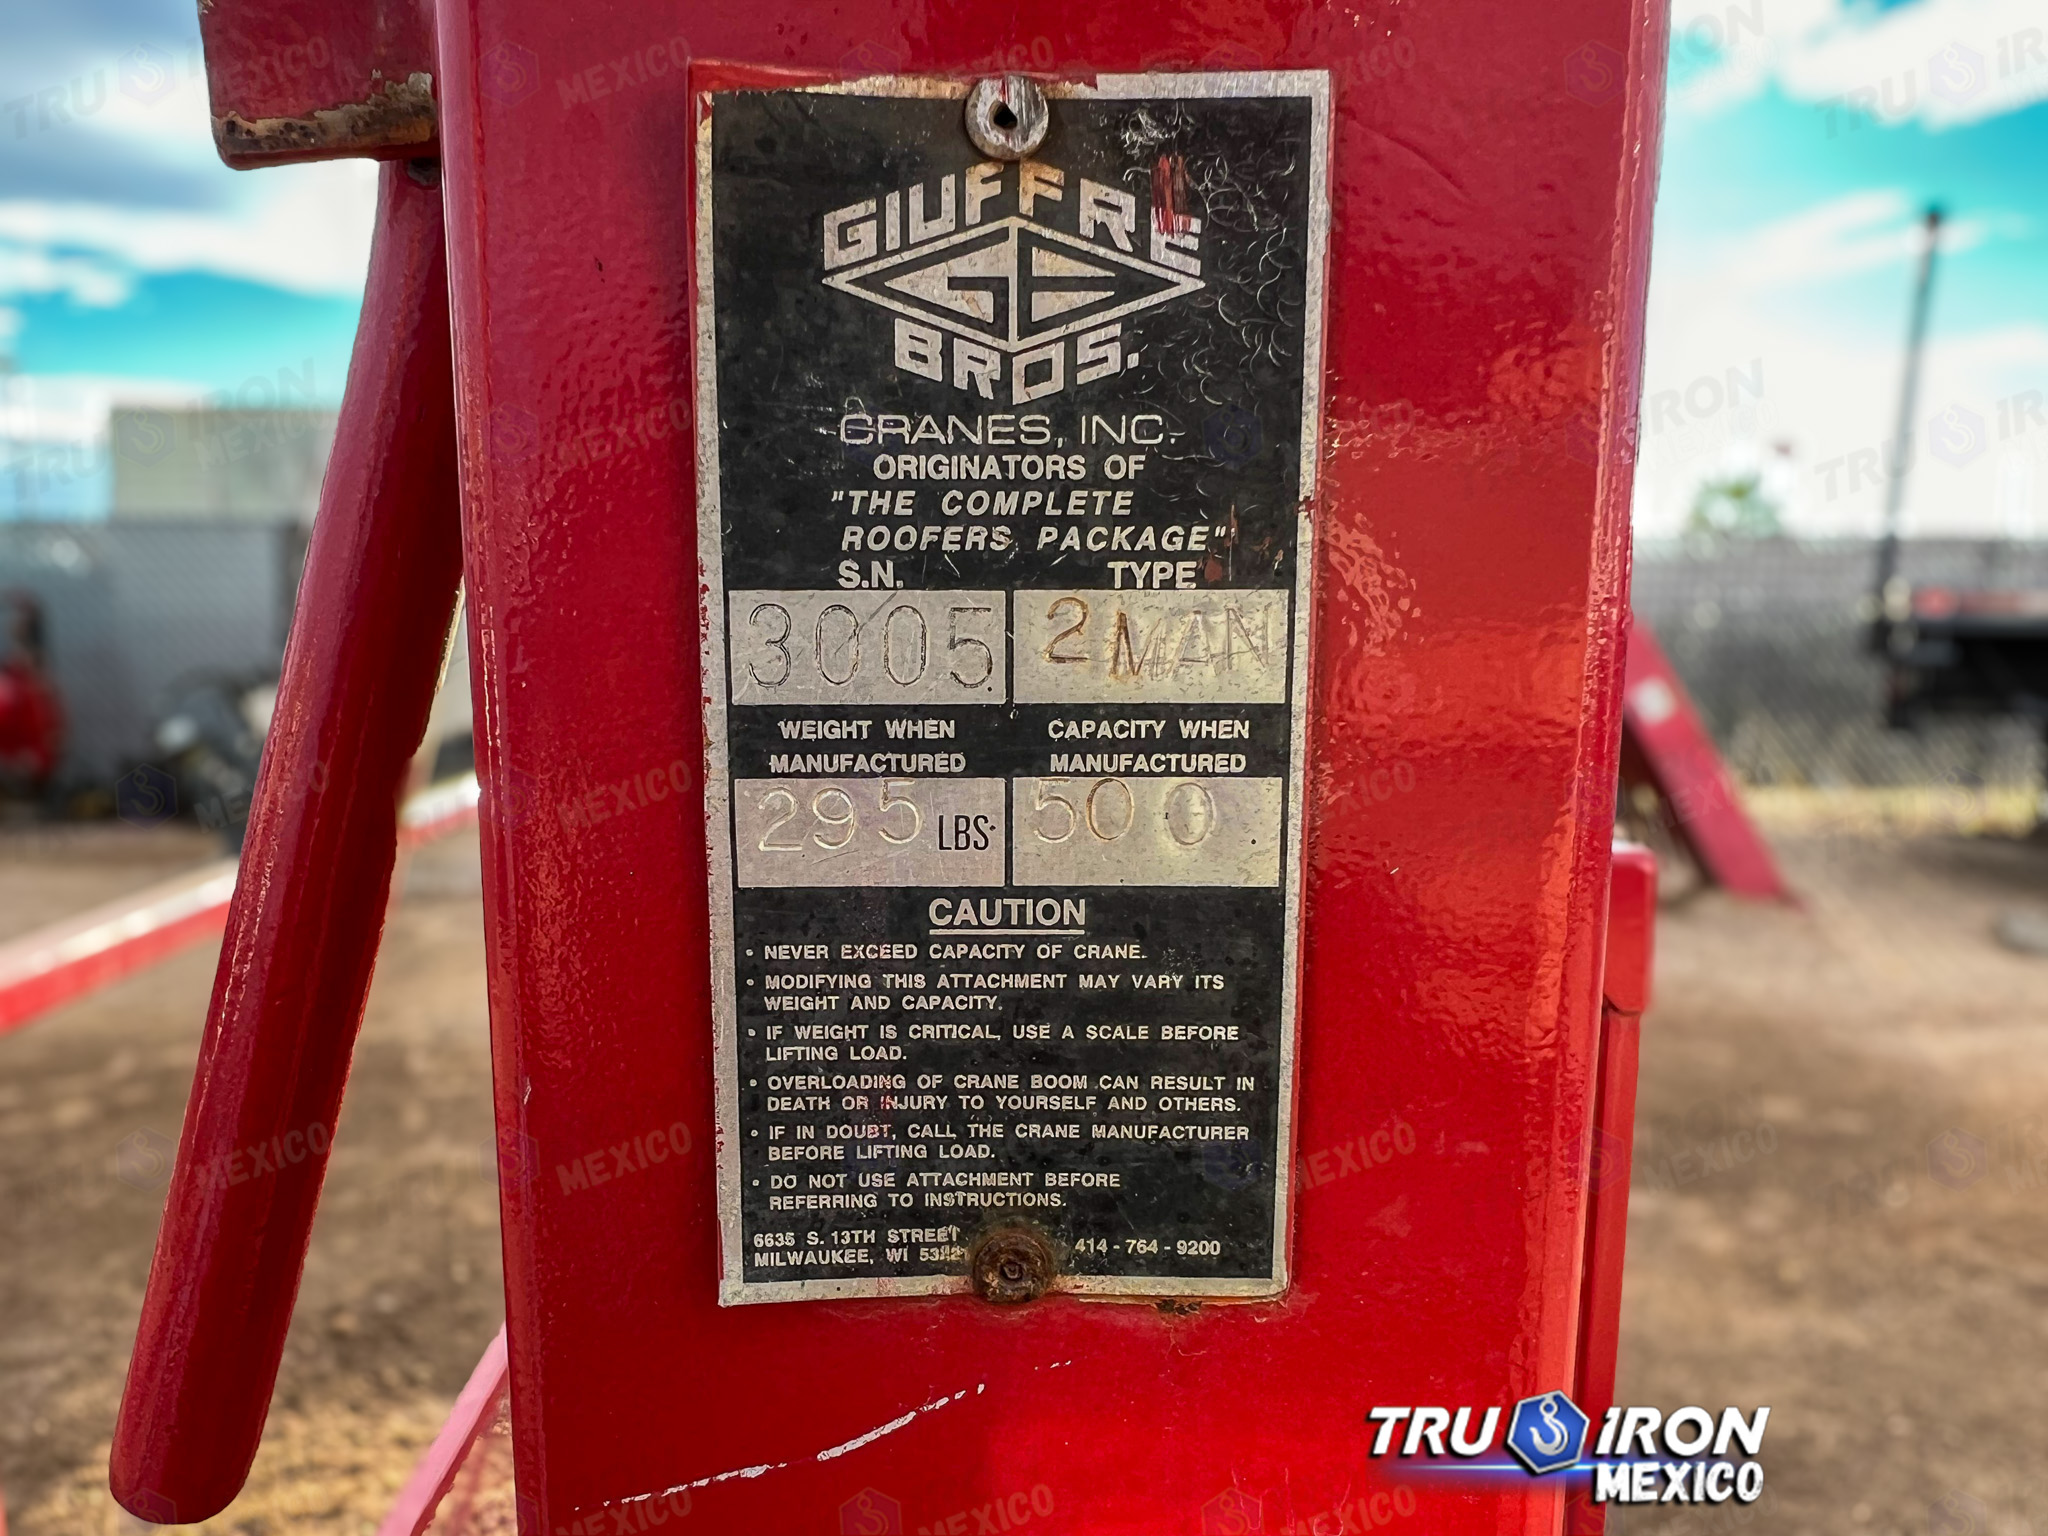 GIUFFRE
BROS.
CRANES, INC.
ORIGINATORS OF
"THE COMPLETE
ROOFERS PACKAGE"
S.N. TYPE
3005 2 MAN
WEIGHT WHEN MANUFACTURED
CAPACITY WHEN MANUFACTURED
295 LBS. 500
CAUTION
• NEVER EXCEED CAPACITY OF CRANE.
• MODIFYING THIS ATTACHMENT MAY VARY ITS
WEIGHT AND CAPACITY.
• IF WEIGHT IS CRITICAL, USE A SCALE BEFORE
LIFTING LOAD.
• OVERLOADING OF CRANE BOOM CAN RESULT IN
DEATH OR INJURY TO YOURSELF AND OTHERS.
• IF IN DOUBT, CALL THE CRANE MANUFACTURER
BEFORE LIFTING LOAD.
• DO NOT USE ATTACHMENT BEFORE
REFERRING TO INSTRUCTIONS.
6635 S. 13TH STREET
MILWAUKEE, WI
414-764-9200
TRU IRON
MEXICO